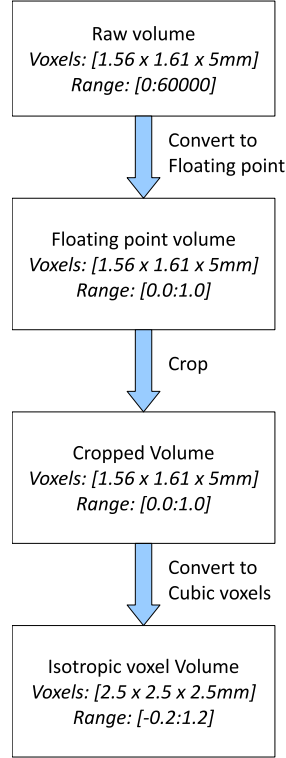 Raw volume
Voxels: [1.56 x 1.61 x 5mm]
Range: [0:60000]
Convert to
Floating point
Floating point volume
Voxels: [1.56 x 1.61 x 5mm]
Range: [0.0:1.0]
Crop
Cropped Volume
Voxels: [1.56 x 1.61 x 5mm]
Range: [0.0:1.0]
Convert to
Cubic voxels
Isotropic voxel Volume
Voxels: [2.5 x 2.5 x 2.5mm]
Range: [-0.2:1.2]